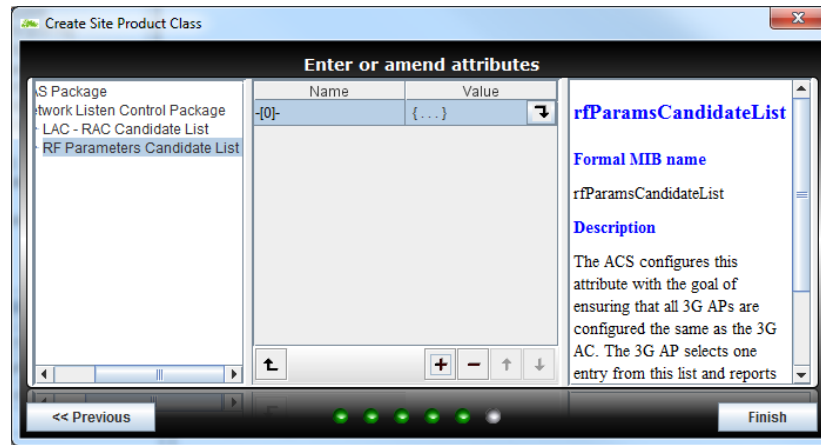 Create Site Product Class
Enter or amend attributes
S Package
etwork Listen Control Package
LAC - RAC Candidate List
RF Parameters Candidate List
Name Value
-[0]- {...}
rfParamsCandidateList
Formal MIB name
rfParamsCandidateList
Description
The ACS configures this
attribute with the goal of
ensuring that all 3G APs are
configured the same as the 3G
AC. The 3G AP selects one
entry from this list and reports
<< Previous
Finish